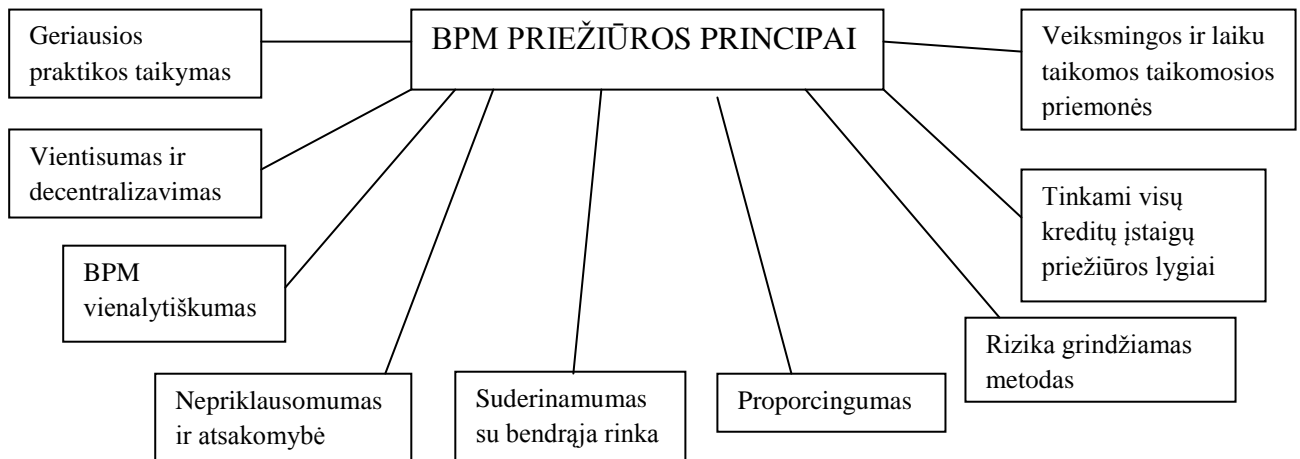 BPM PRIEŽIŪROS PRINCIPAI
Geriausios
praktikos taikymas
Vientisumas ir
decentralizavimas
BPM
vienalytiškumas
Nepriklausomumas
ir atsakomybė
Suderinamumas
su bendrąja rinka
Proporcingumas
Rizika grindžiamas
metodas
Tinkami visų
kreditų įstaigų
priežiūros lygiai
Veiksmingos ir laiku
taikomos taikomosios
priemonės